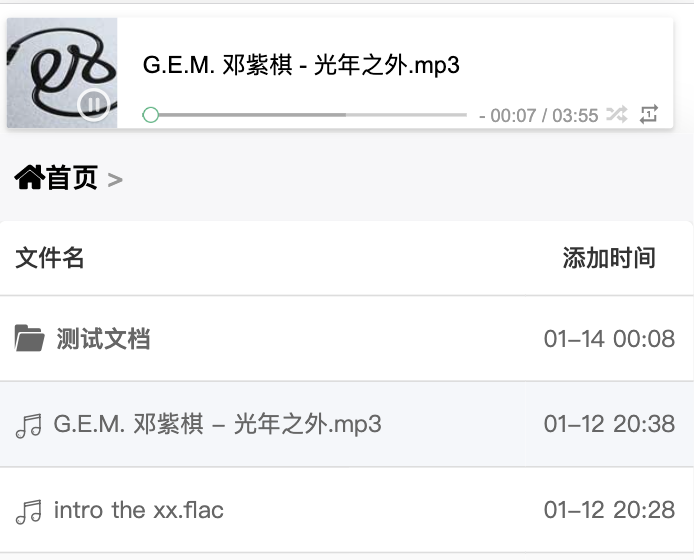 G.E.M. 邓紫棋 - 光年之外.mp3
- 00:07 / 03:55
首页 >
文件名 添加时间
测试文档 01-14 00:08
G.E.M. 邓紫棋 - 光年之外.mp3 01-12 20:38
intro the xx.flac 01-12 20:28